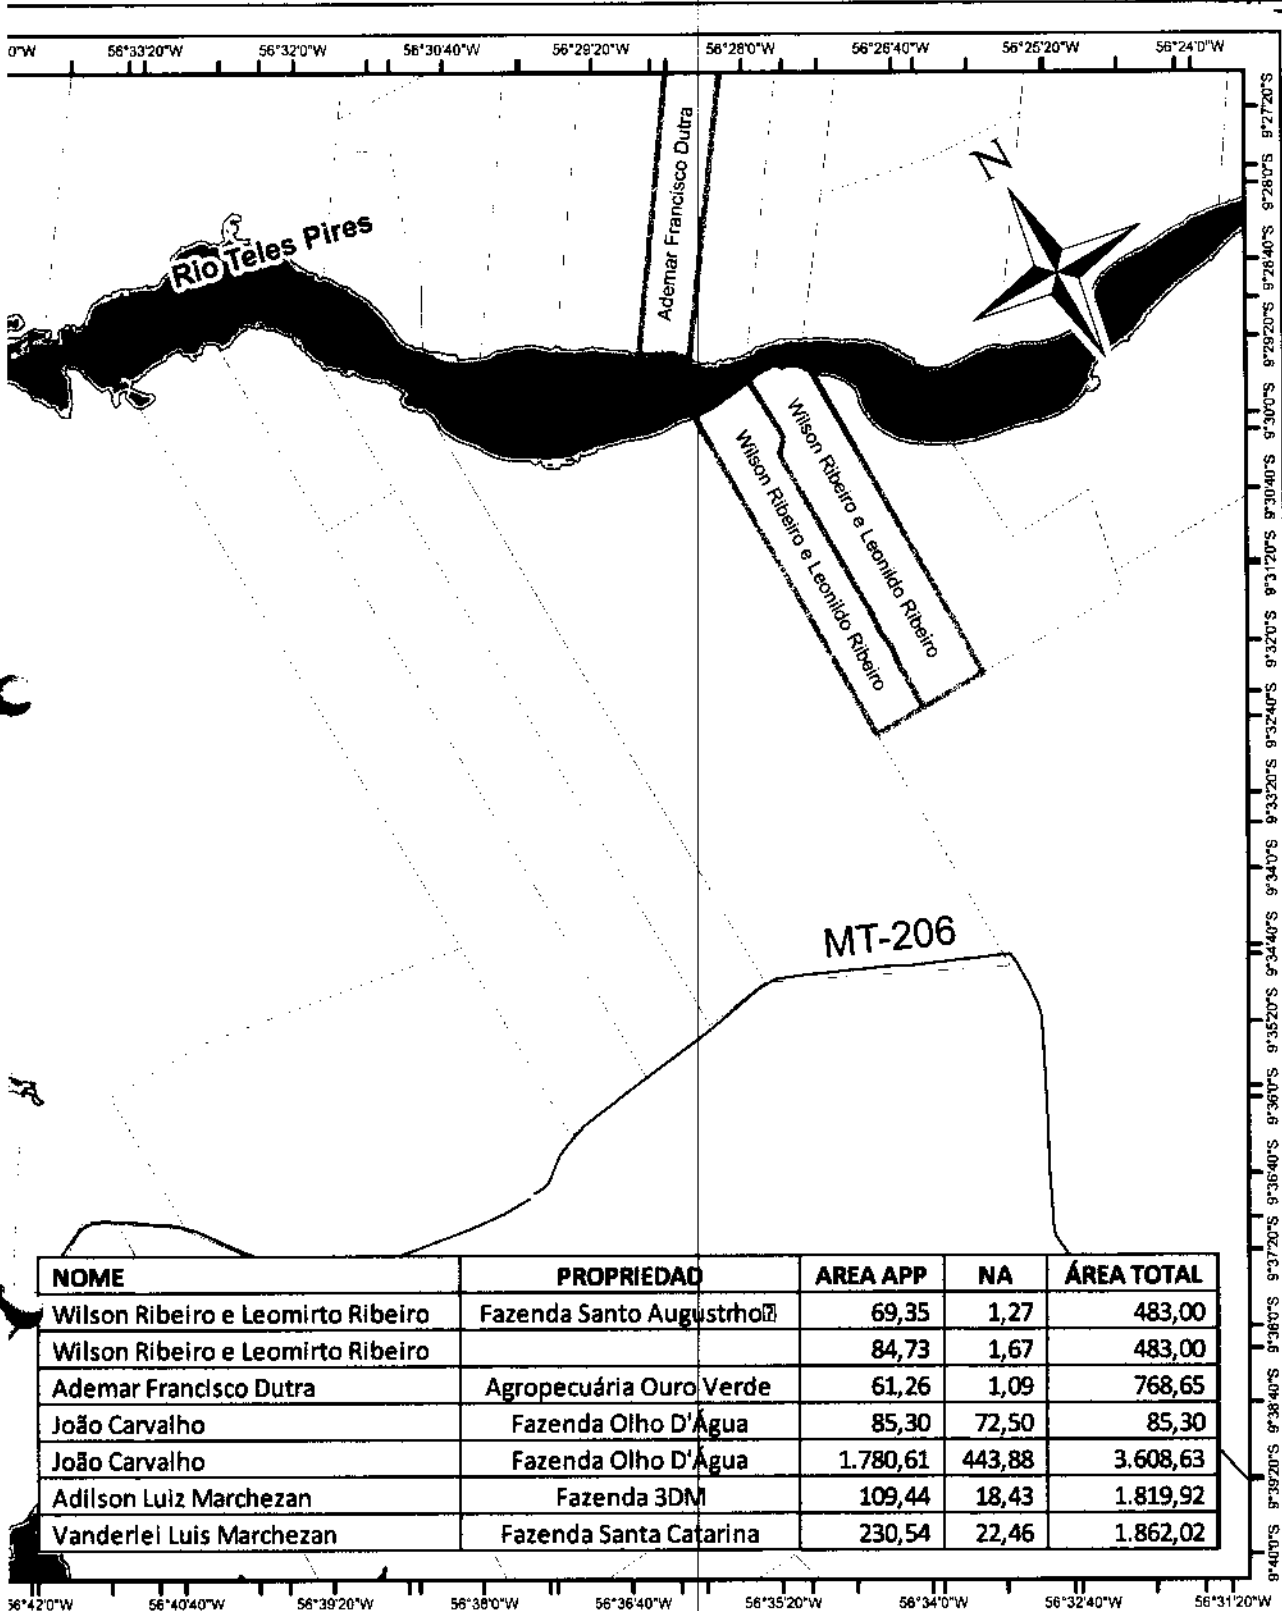 56°33'20"W 56°32'0"W 56°30'40"W 56°29'20"W 56°28'0"W 56°26'40"W 56°25'20"W 56°24'0"W
Ademar Francisco Dutra
N
Rio Teles Pires
Wilson Ribeiro e Leonildo Ribeiro
Wilson Ribeiro e Leonildo Ribeiro
MT-206
9°27'20"S
9°28'0"S
9°28'40"S
9°29'20"S
9°30'0"S
9°30'40"S
9°31'20"S
9°32'0"S
9°32'40"S
9°33'20"S
9°34'0"S
9°34'40"S
9°35'20"S
9°36'0"S
9°36'40"S
9°37'20"S
9°38'40"S
9°39'20"S
9°40'0"S
NOME PROPRIEDAD AREA APP NA ÁREA TOTAL
Wilson Ribeiro e Leomirto Ribeiro Fazenda Santo Augustrho 69,35 1,27 483,00
Wilson Ribeiro e Leomirto Ribeiro 84,73 1,67 483,00
Ademar Francisco Dutra Agropecuária Ouro Verde 61,26 1,09 768,65
João Carvalho Fazenda Olho D'Água 85,30 72,50 85,30
João Carvalho Fazenda Olho D'Água 1.780,61 443,88 3.608,63
Adilson Luiz Marchezan Fazenda 3DM 109,44 18,43 1.819,92
Vanderlei Luis Marchezan Fazenda Santa Catarina 230,54 22,46 1.862,02
56°42'0"W 56°40'40"W 56°39'20"W 56°38'0"W 56°36'40"W 56°35'20"W 56°34'0"W 56°32'40"W 56°31'20"W